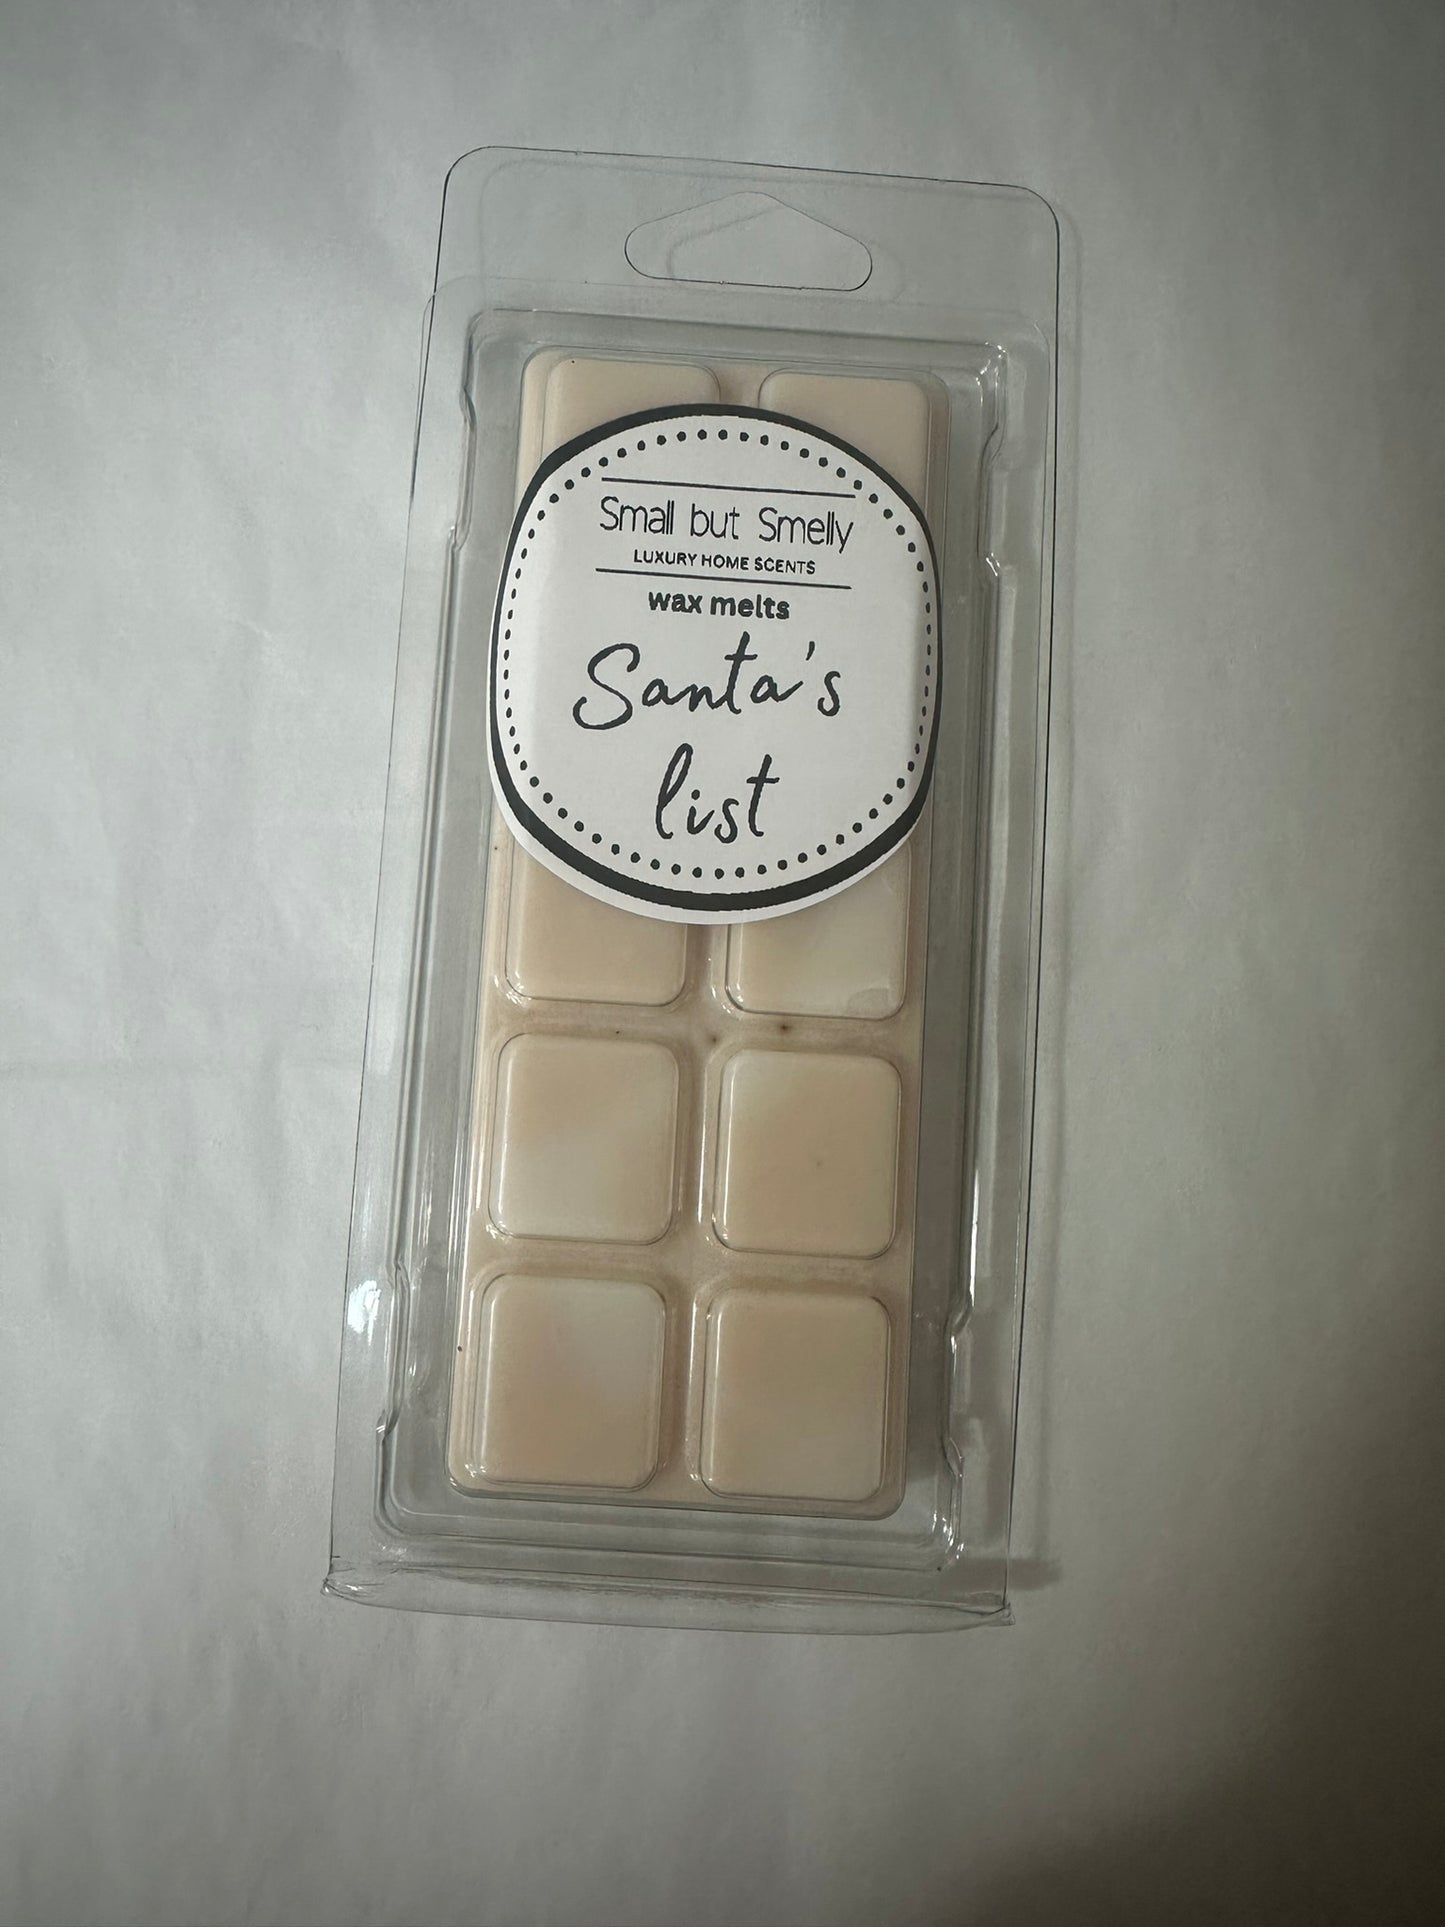 Small but Smelly
LUXURY HOME SCENTS
wax melts
Santa's
list